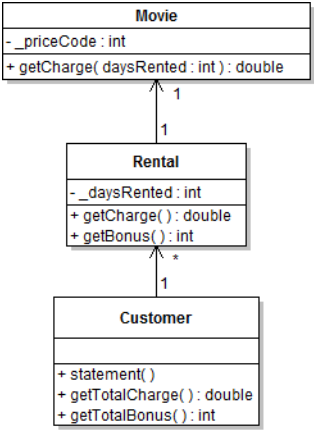 Movie
- _priceCode : int
+ getCharge( daysRented : int ) : double
1
1
Rental
- _daysRented : int
+ getCharge( ) : double
+ getBonus( ) : int
*
1
Customer
+ statement( )
+ getTotalCharge( ) : double
+ getTotalBonus( ) : int